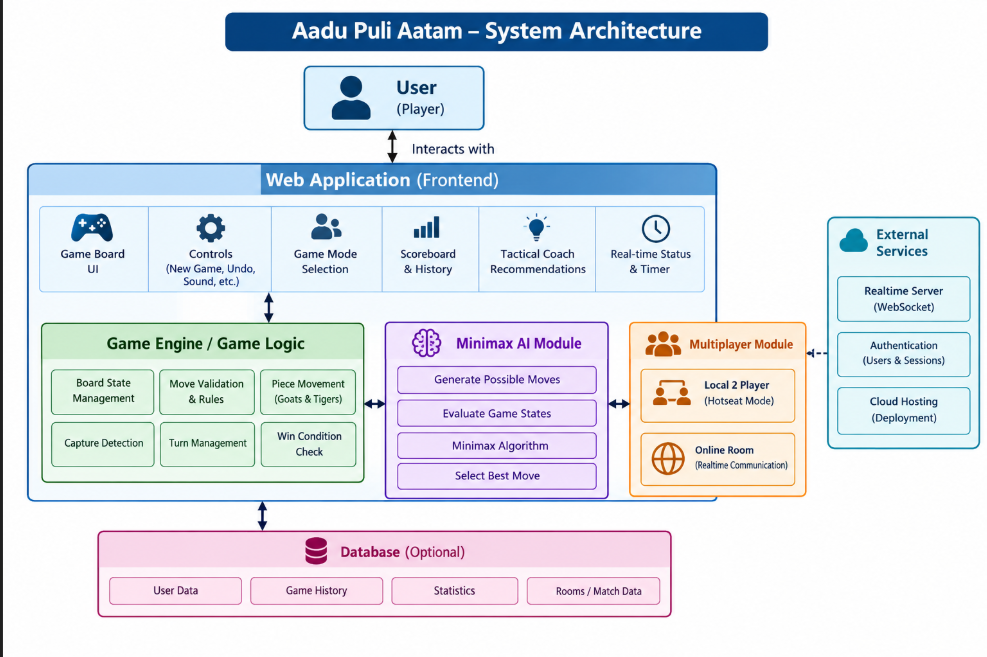 Aadu Puli Aatam – System Architecture
User
(Player)
Interacts with
Web Application (Frontend)
Game Board
UI
Controls
(New Game, Undo,
Sound, etc.)
Game Mode
Selection
Scoreboard
& History
Tactical Coach
Recommendations
Real-time Status
& Timer
Game Engine / Game Logic
Board State
Management
Move Validation
& Rules
Piece Movement
(Goats & Tigers)
Capture Detection
Turn Management
Win Condition
Check
Minimax AI Module
Generate Possible Moves
Evaluate Game States
Minimax Algorithm
Select Best Move
Multiplayer Module
Local 2 Player
(Hotseat Mode)
Online Room
(Realtime Communication)
External
Services
Realtime Server
(WebSocket)
Authentication
(Users & Sessions)
Cloud Hosting
(Deployment)
Database (Optional)
User Data
Game History
Statistics
Rooms / Match Data